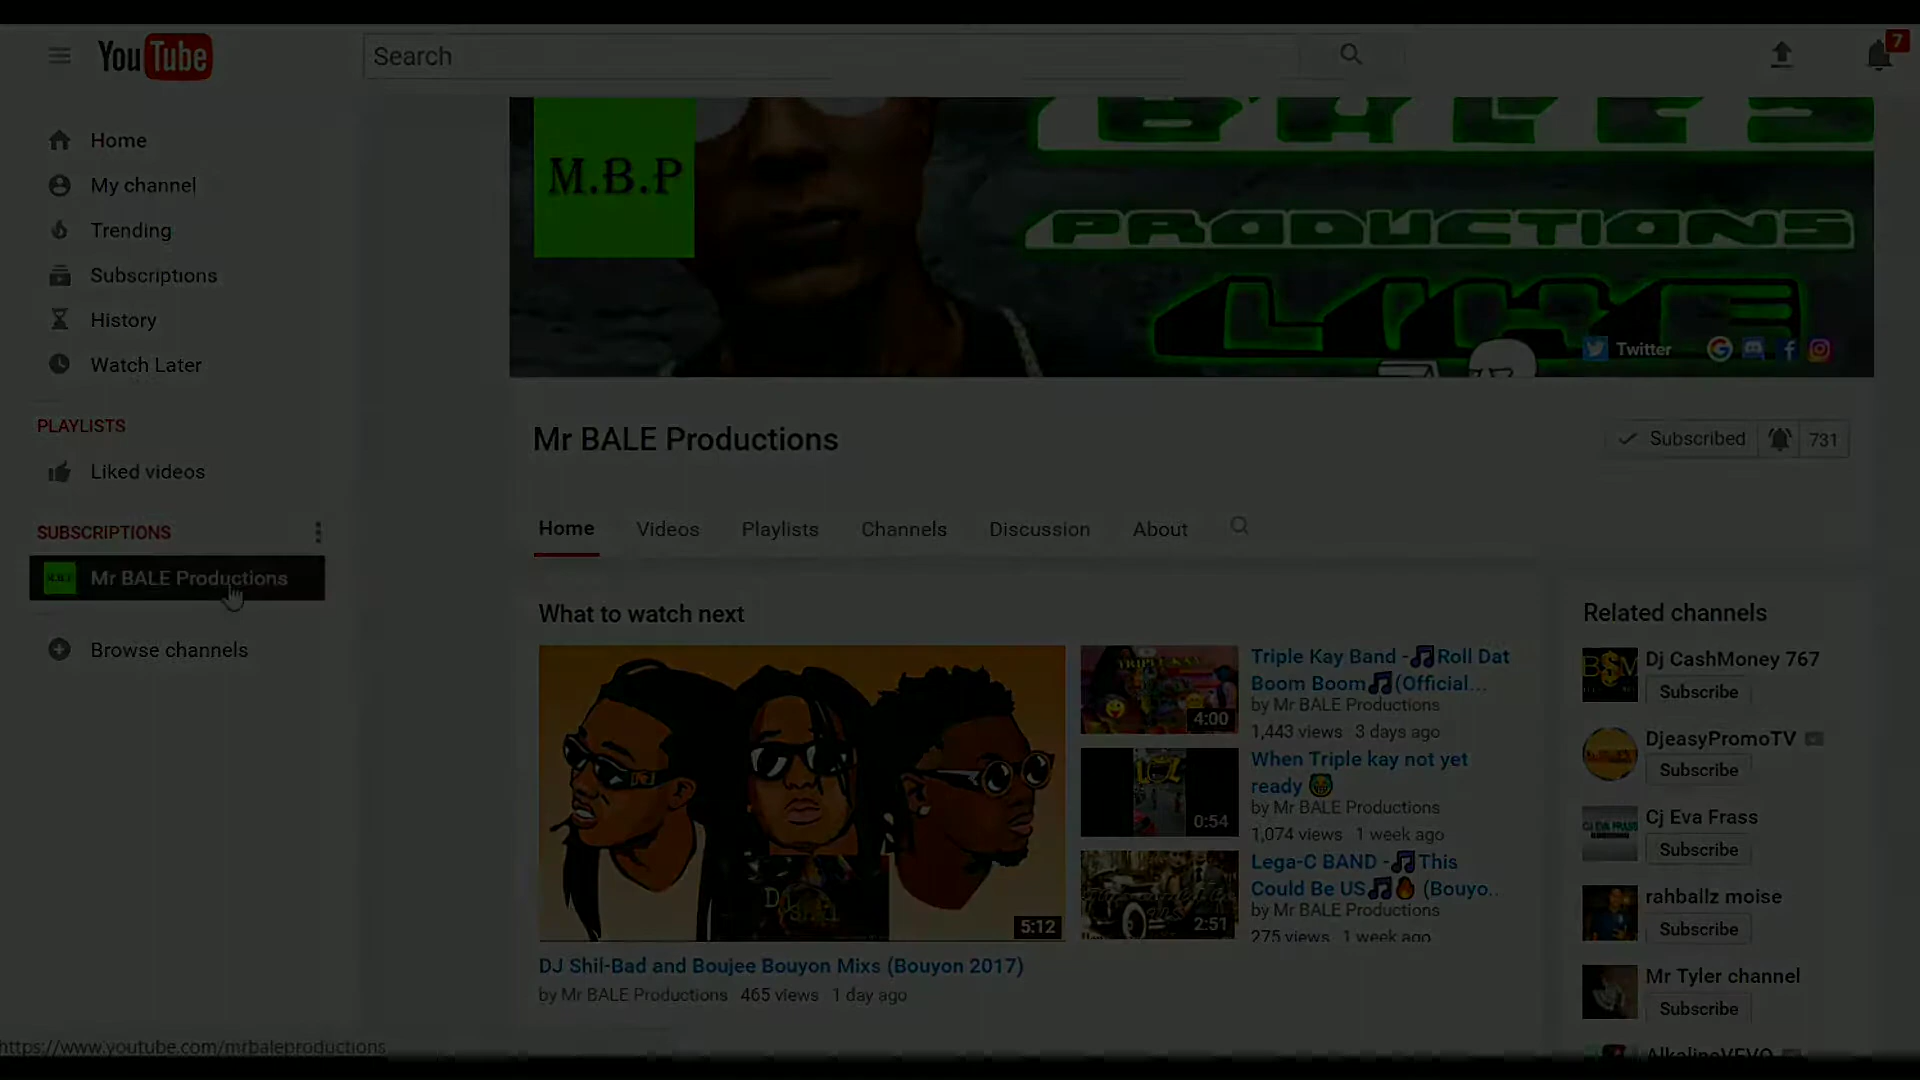 YouTube
Search
7
Home
My channel
Trending
Subscriptions
History
Watch Later
PLAYLISTS
Liked videos
SUBSCRIPTIONS
Mr BALE Productions
Browse channels
M.B.P
PRODUCTIONS
LIKE
Twitter
Mr BALE Productions
Subscribed
731
Home
Videos
Playlists
Channels
Discussion
About
What to watch next
5:12
DJ Shil-Bad and Boujee Bouyon Mixs (Bouyon 2017)
by Mr BALE Productions 465 views 1 day ago
4:00
Triple Kay Band -🎵Roll Dat
Boom Boom🎵(Official...
by Mr BALE Productions
1,443 views 3 days ago
0:54
When Triple kay not yet
ready
by Mr BALE Productions
1,074 views 1 week ago
2:51
Lega-C BAND -🎵This
Could Be US🎵🔥 (Bouyo..
by Mr BALE Productions
275 views 1 week ago
Related channels
Dj CashMoney 767
Subscribe
DjeasyPromoTV
Subscribe
Cj Eva Frass
Subscribe
rahballz moise
Subscribe
Mr Tyler channel
Subscribe
AlkalineVEVO
https://www.youtube.com/mrbaleproductions